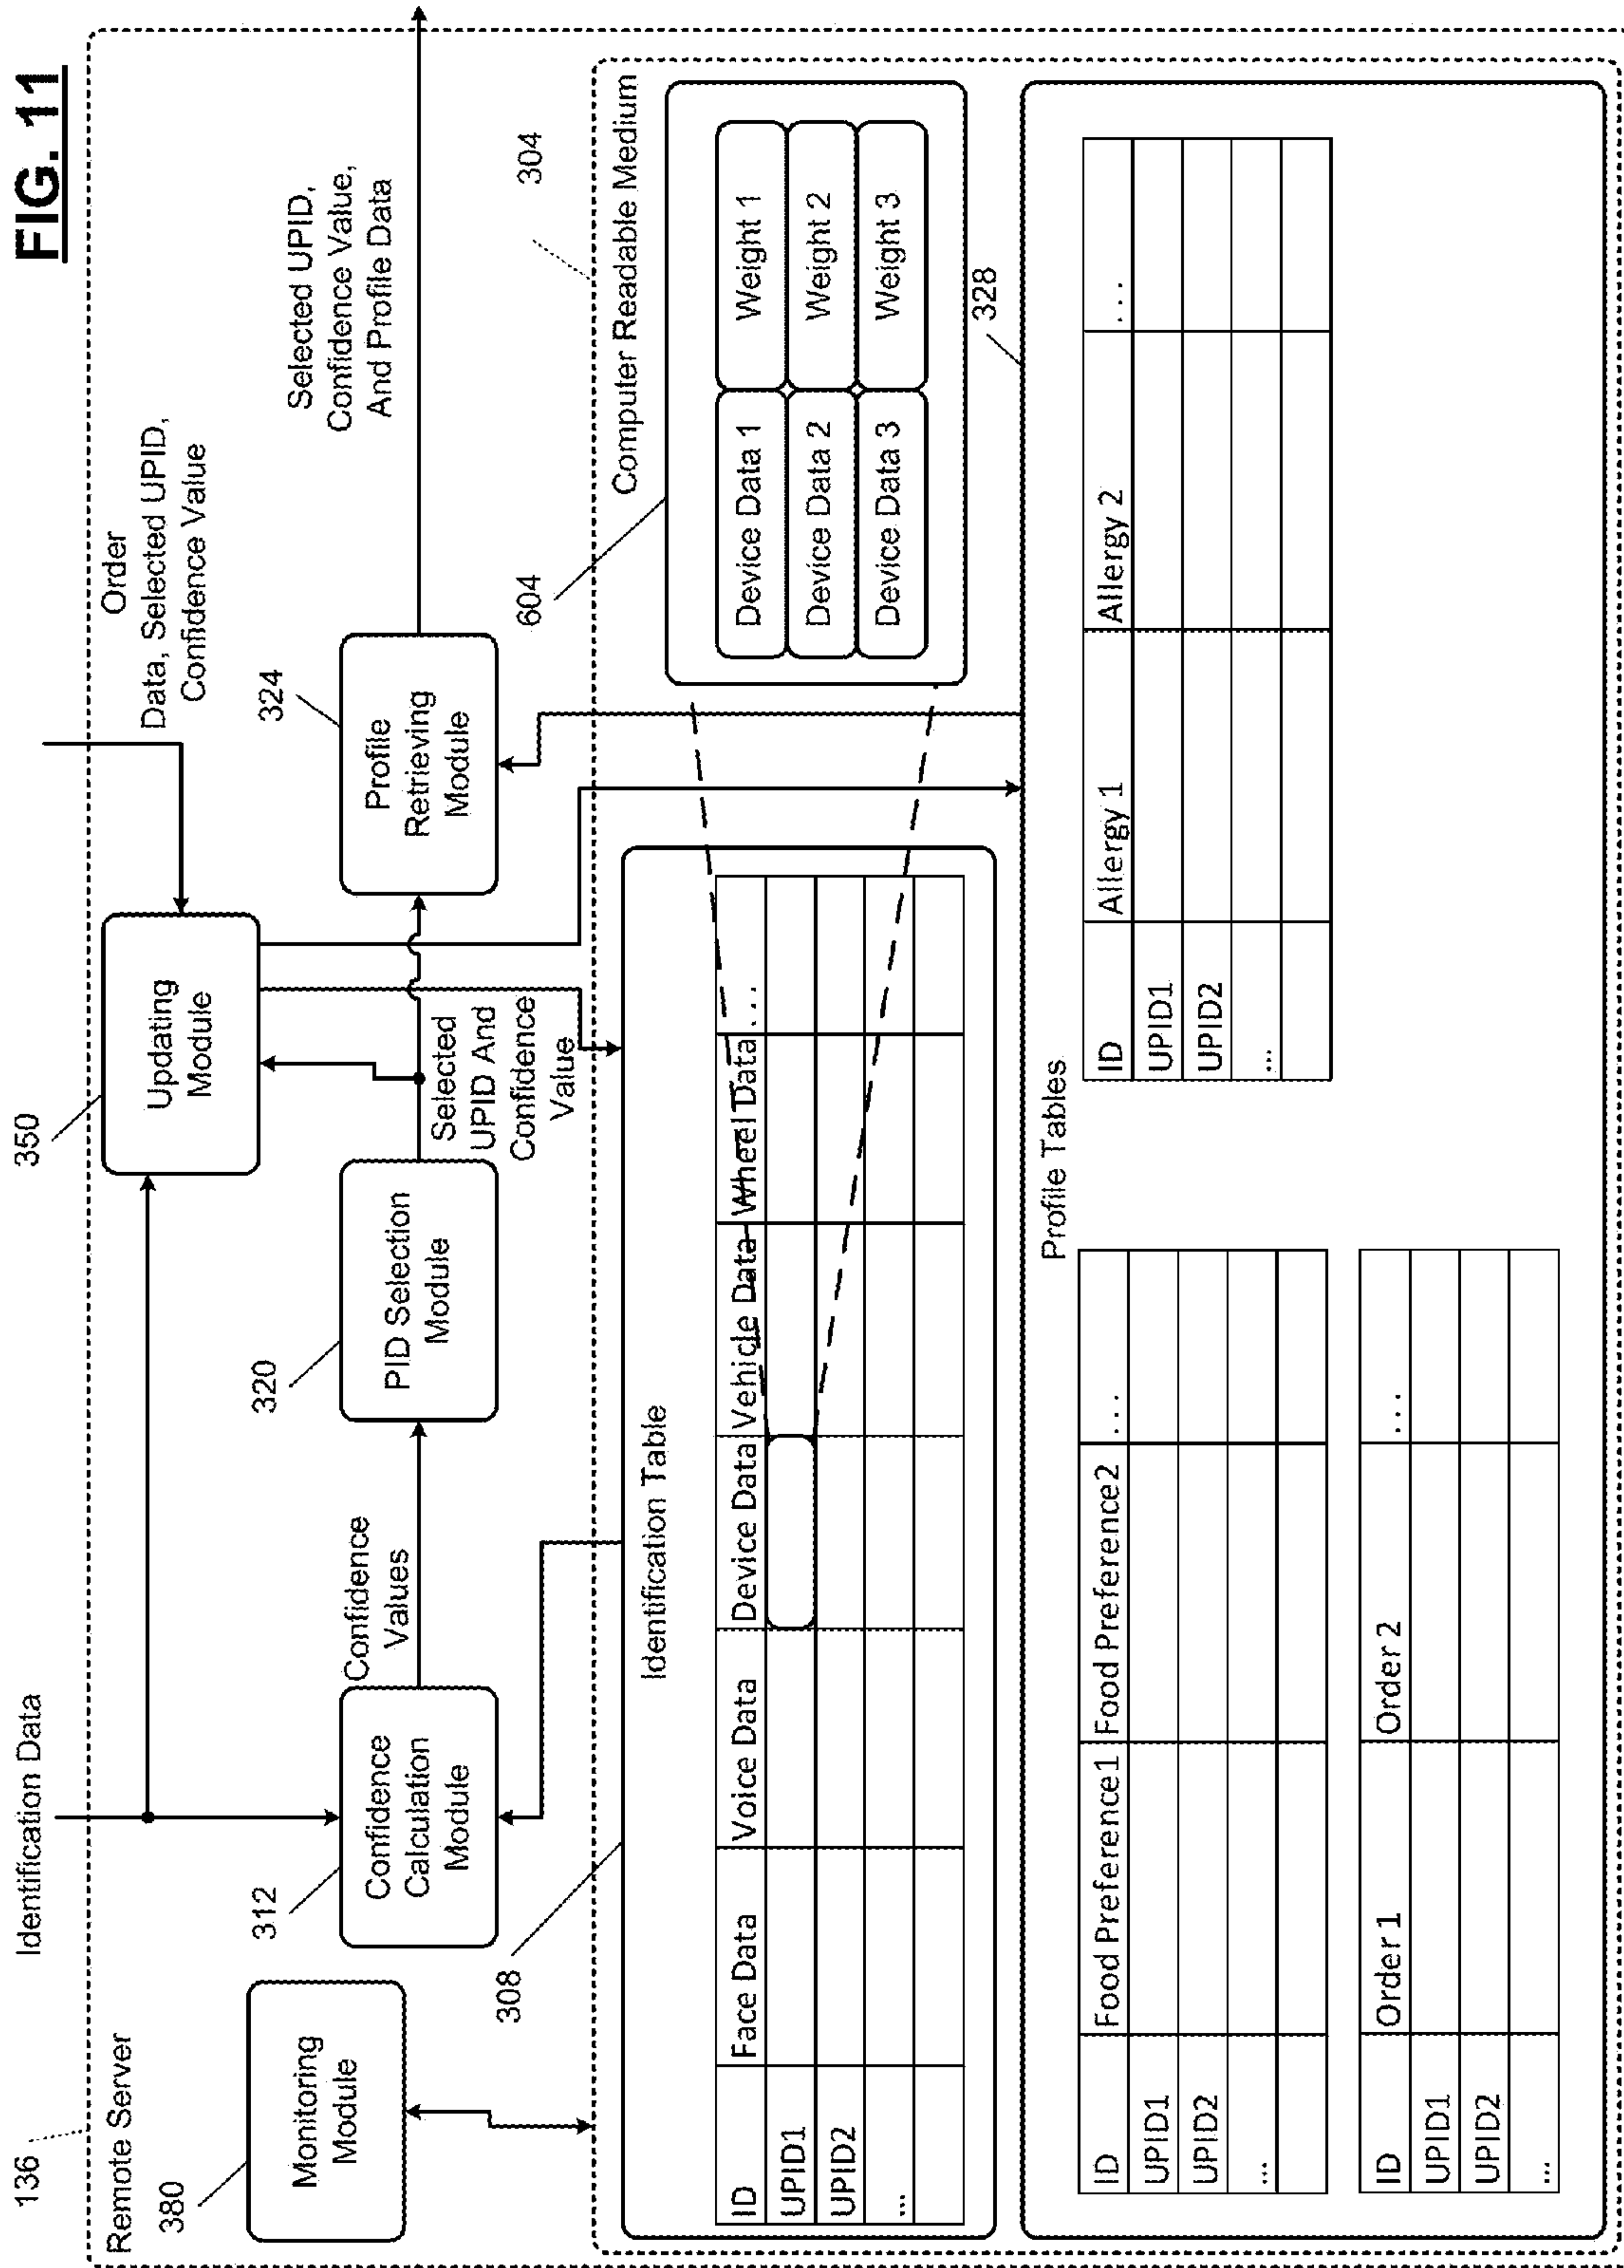 FIG. 11
136
Remote Server
Identification Data
350
Order
Data, Selected UPID,
Confidence Value
380
Monitoring
Module
312
Confidence
Calculation
Module
Confidence
Values
320
PID Selection
Module
Updating
Module
Selected
UPID And
Confidence
Value
324
Profile
Retrieving
Module
Selected UPID,
Confidence Value,
And Profile Data
304
Computer Readable Medium
308
Identification Table
ID Face Data Voice Data Device Data Vehicle Data Wheel Data ...
UPID1
UPID2
...
604
Device Data 1 Weight 1
Device Data 2 Weight 2
Device Data 3 Weight 3
328
Profile Tables
ID Food Preference1 Food Preference2 ...
UPID1
UPID2
...
ID Allergy 1 Allergy 2 ...
UPID1
UPID2
...
ID Order 1 Order 2 ...
UPID1
UPID2
...